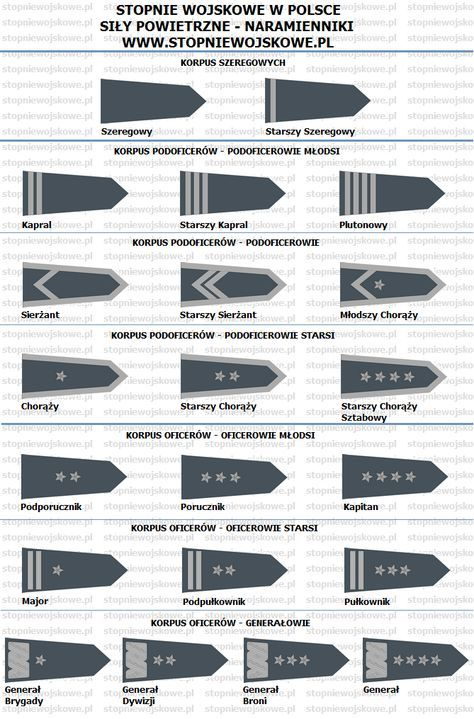 STOPNIE WOJSKOWE W POLSCE
SIŁY POWIETRZNE - NARAMIENNIKI
WWW.STOPNIEWOJSKOWE.PL
KORPUS SZEREGOWYCH
Szeregowy
Starszy Szeregowy
KORPUS PODOFICERÓW - PODOFICEROWIE MŁODSI
Kapral
Starszy Kapral
Plutonowy
KORPUS PODOFICERÓW - PODOFICEROWIE
Sierżant
Starszy Sierżant
Młodszy Chorąży
KORPUS PODOFICERÓW - PODOFICEROWIE STARSI
Chorąży
Starszy Chorąży
Starszy Chorąży
Sztabowy
KORPUS OFICERÓW - OFICEROWIE MŁODSI
Podporucznik
Porucznik
Kapitan
KORPUS OFICERÓW - OFICEROWIE STARSI
Major
Podpułkownik
Pułkownik
KORPUS OFICERÓW - GENERAŁOWIE
Generał
Brygady
Generał
Dywizji
Generał
Broni
Generał
stopniewojskowe.pl